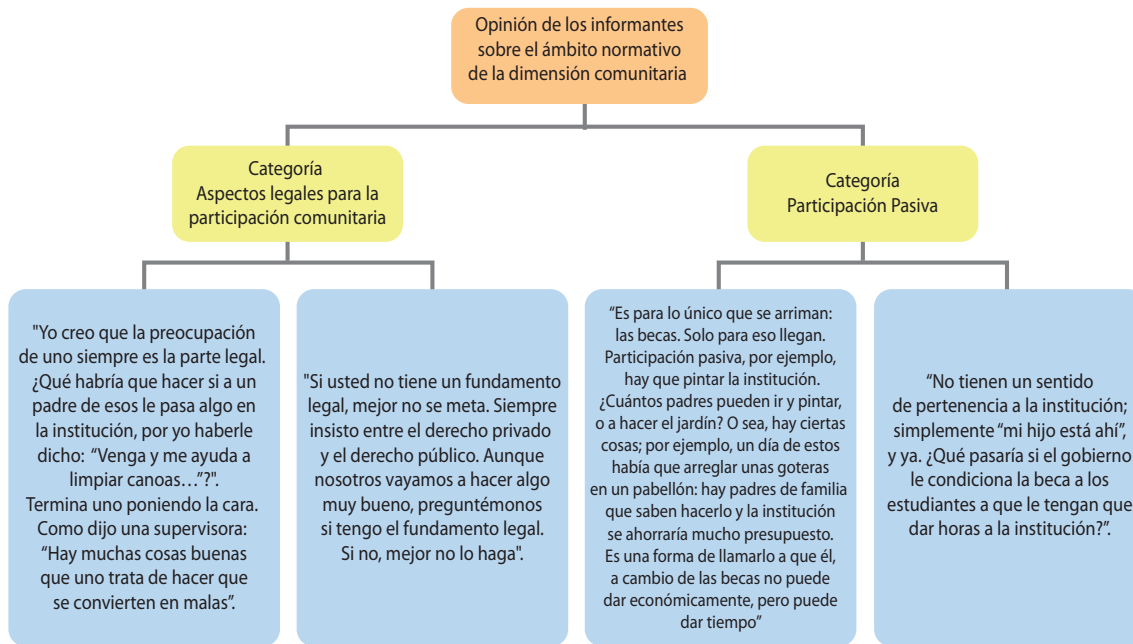 Opinión de los informantes
sobre el ámbito normativo
de la dimensión comunitaria
Categoría
Aspectos legales para la
participación comunitaria
Categoría
Participación Pasiva
"Yo creo que la preocupación
de uno siempre es la parte legal.
¿Qué habría que hacer si a un
padre de esos le pasa algo en
la institución, por yo haberle
dicho: “Venga y me ayuda a
limpiar canoas…”?".
Termina uno poniendo la cara.
Como dijo una supervisora:
“Hay muchas cosas buenas
que uno trata de hacer que
se convierten en malas”.
"Si usted no tiene un fundamento
legal, mejor no se meta. Siempre
insisto entre el derecho privado
y el derecho público. Aunque
nosotros vayamos a hacer algo
muy bueno, preguntémonos
si tengo el fundamento legal.
Si no, mejor no lo haga".
“Es para lo único que se arriman:
las becas. Solo para eso llegan.
Participación pasiva, por ejemplo,
hay que pintar la institución.
¿Cuántos padres pueden ir y pintar,
o a hacer el jardín? O sea, hay ciertas
cosas; por ejemplo, un día de estos
había que arreglar unas goteras
en un pabellón: hay padres de familia
que saben hacerlo y la institución
se ahorraría mucho presupuesto.
Es una forma de llamarlo a que él,
a cambio de las becas no puede
dar económicamente, pero puede
dar tiempo”
“No tienen un sentido
de pertenencia a la institución;
simplemente “mi hijo está ahí”,
y ya. ¿Qué pasaría si el gobierno
le condiciona la beca a los
estudiantes a que le tengan que
dar horas a la institución?”.